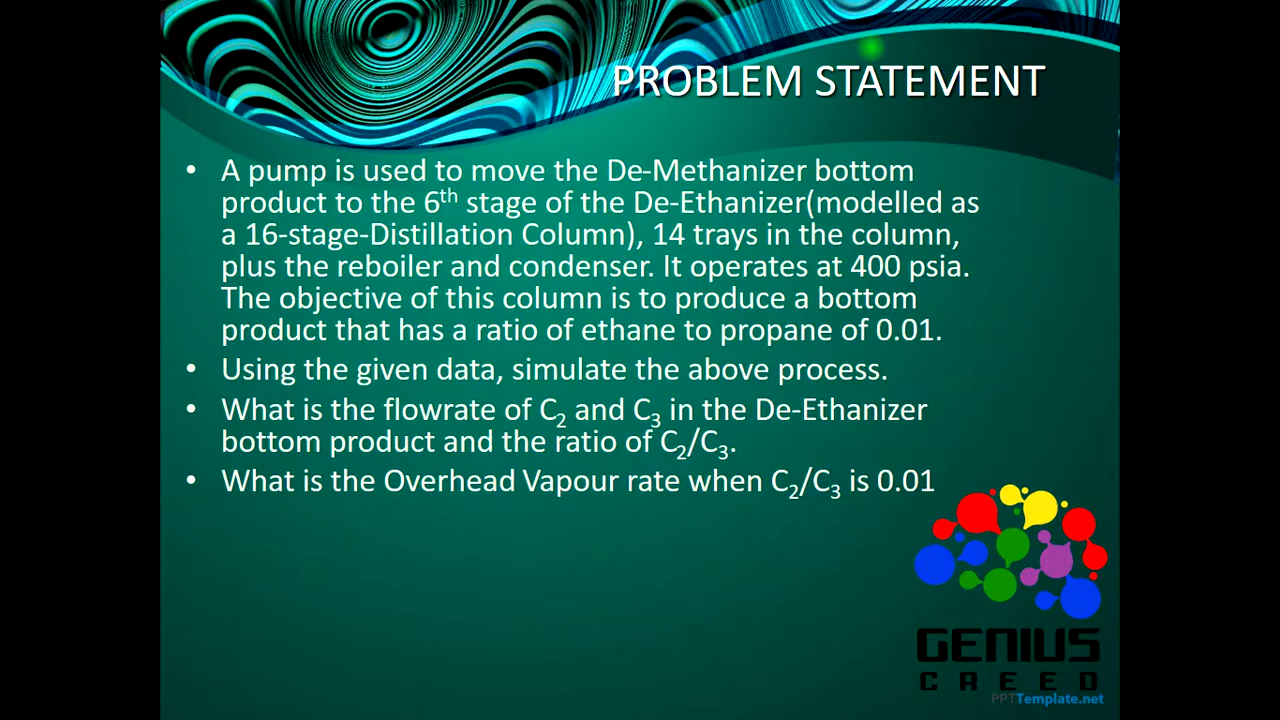 PROBLEM STATEMENT
• A pump is used to move the De-Methanizer bottom
product to the 6th stage of the De-Ethanizer(modelled as
a 16-stage-Distillation Column), 14 trays in the column,
plus the reboiler and condenser. It operates at 400 psia.
The objective of this column is to produce a bottom
product that has a ratio of ethane to propane of 0.01.
• Using the given data, simulate the above process.
• What is the flowrate of C2 and C3 in the De-Ethanizer
bottom product and the ratio of C2/C3.
• What is the Overhead Vapour rate when C2/C3 is 0.01
GENIUS
CREED
PPTTemplate.net